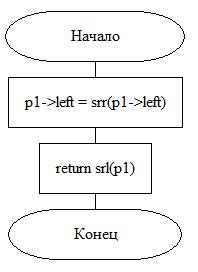 Начало
p1->left = srr(p1->left)
return srl(p1)
Конец